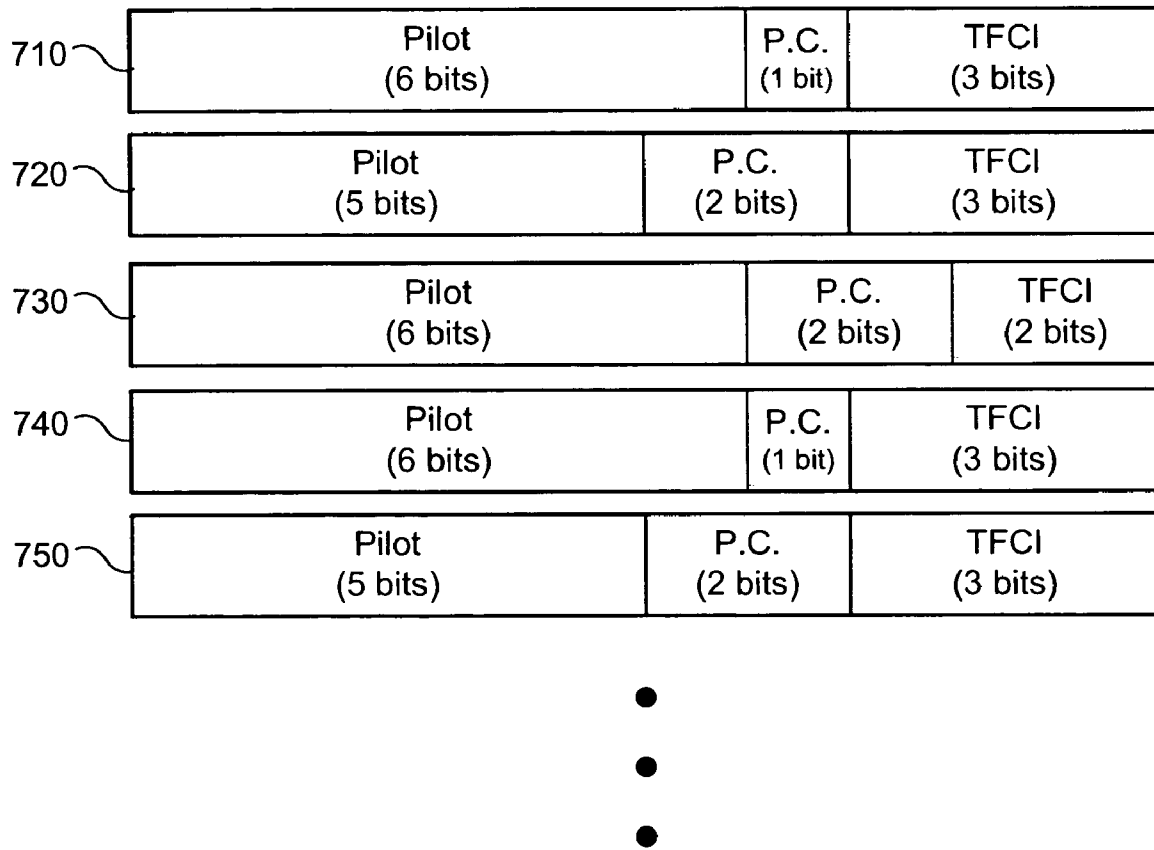 710 Pilot P.C. TFCI
(6 bits) (1 bit) (3 bits)
720 Pilot P.C. TFCI
(5 bits) (2 bits) (3 bits)
730 Pilot P.C. TFCI
(6 bits) (2 bits) (2 bits)
740 Pilot P.C. TFCI
(6 bits) (1 bit) (3 bits)
750 Pilot P.C. TFCI
(5 bits) (2 bits) (3 bits)